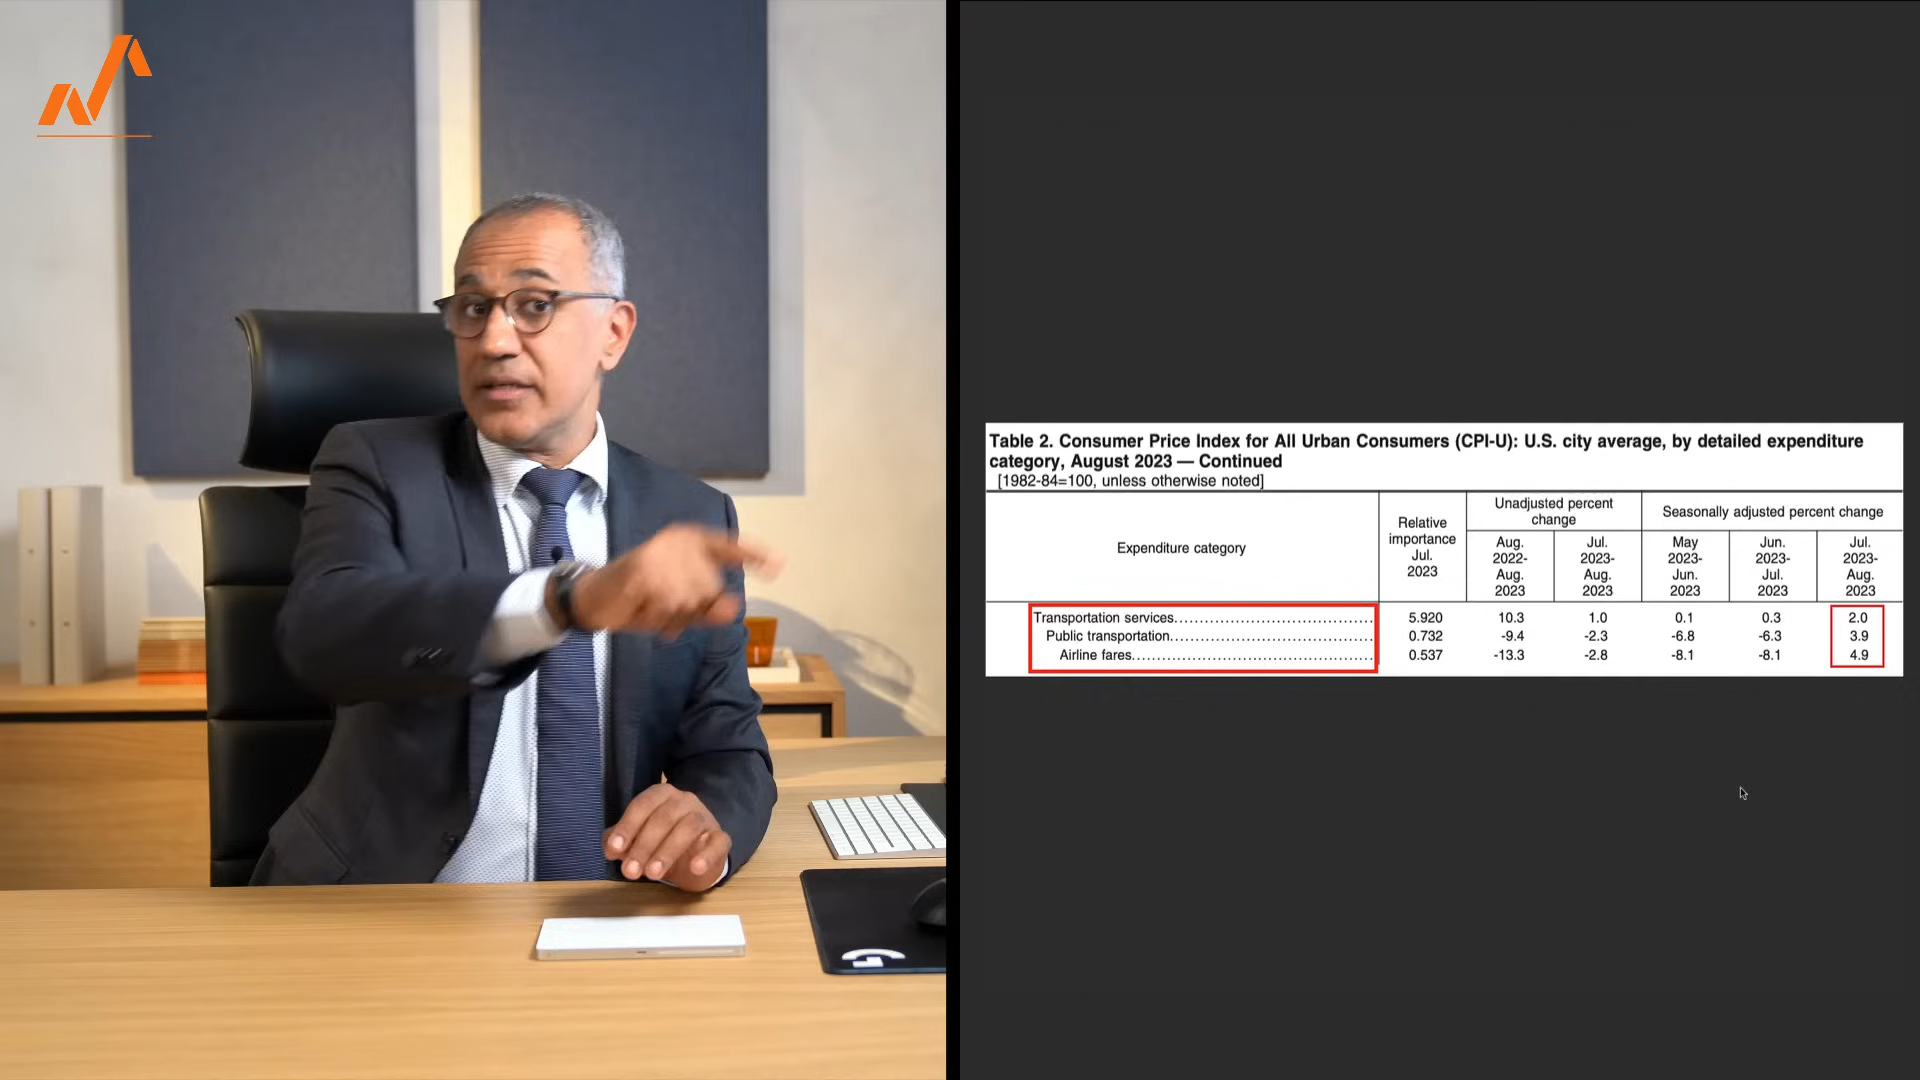 Table 2. Consumer Price Index for All Urban Consumers (CPI-U): U.S. city average, by detailed expenditure
category, August 2023 — Continued
[1982-84=100, unless otherwise noted]
Expenditure category
Relative
importance
Jul.
2023
Unadjusted percent
change
Seasonally adjusted percent change
Aug.
2022-
Aug.
2023
Jul.
2023-
Aug.
2023
May
2023-
Jun.
2023
Jun.
2023-
Jul.
2023
Jul.
2023-
Aug.
2023
Transportation services 5.920 10.3 1.0 0.1 0.3 2.0
Public transportation 0.732 -9.4 -2.3 -6.8 -6.3 3.9
Airline fares 0.537 -13.3 -2.8 -8.1 -8.1 4.9